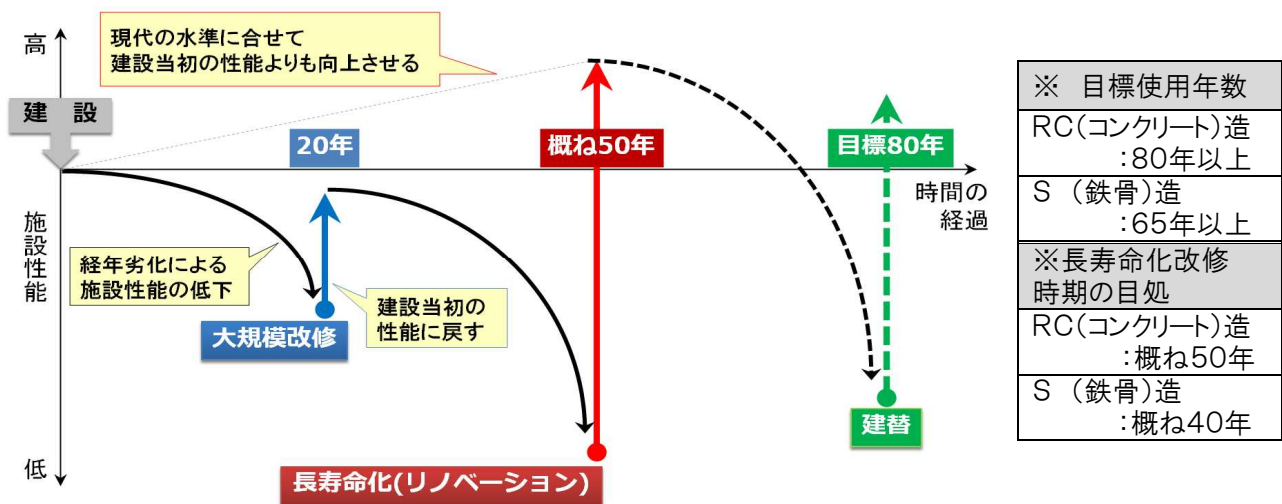 高
現代の水準に合せて
建設当初の性能よりも向上させる
建　設
20年
概ね50年
目標80年
時間の
経過
施設性能
経年劣化による
施設性能の低下
建設当初の
性能に戻す
大規模改修
建替
低
長寿命化(リノベーション)
※　目標使用年数
RC(コンクリート)造
:80年以上
S　(鉄骨)造
:65年以上
※長寿命化改修
時期の目処
RC(コンクリート)造
:概ね50年
S　(鉄骨)造
:概ね40年